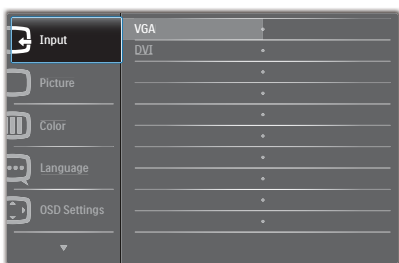 Input
VGA
DVI
Picture
Color
Language
OSD Settings